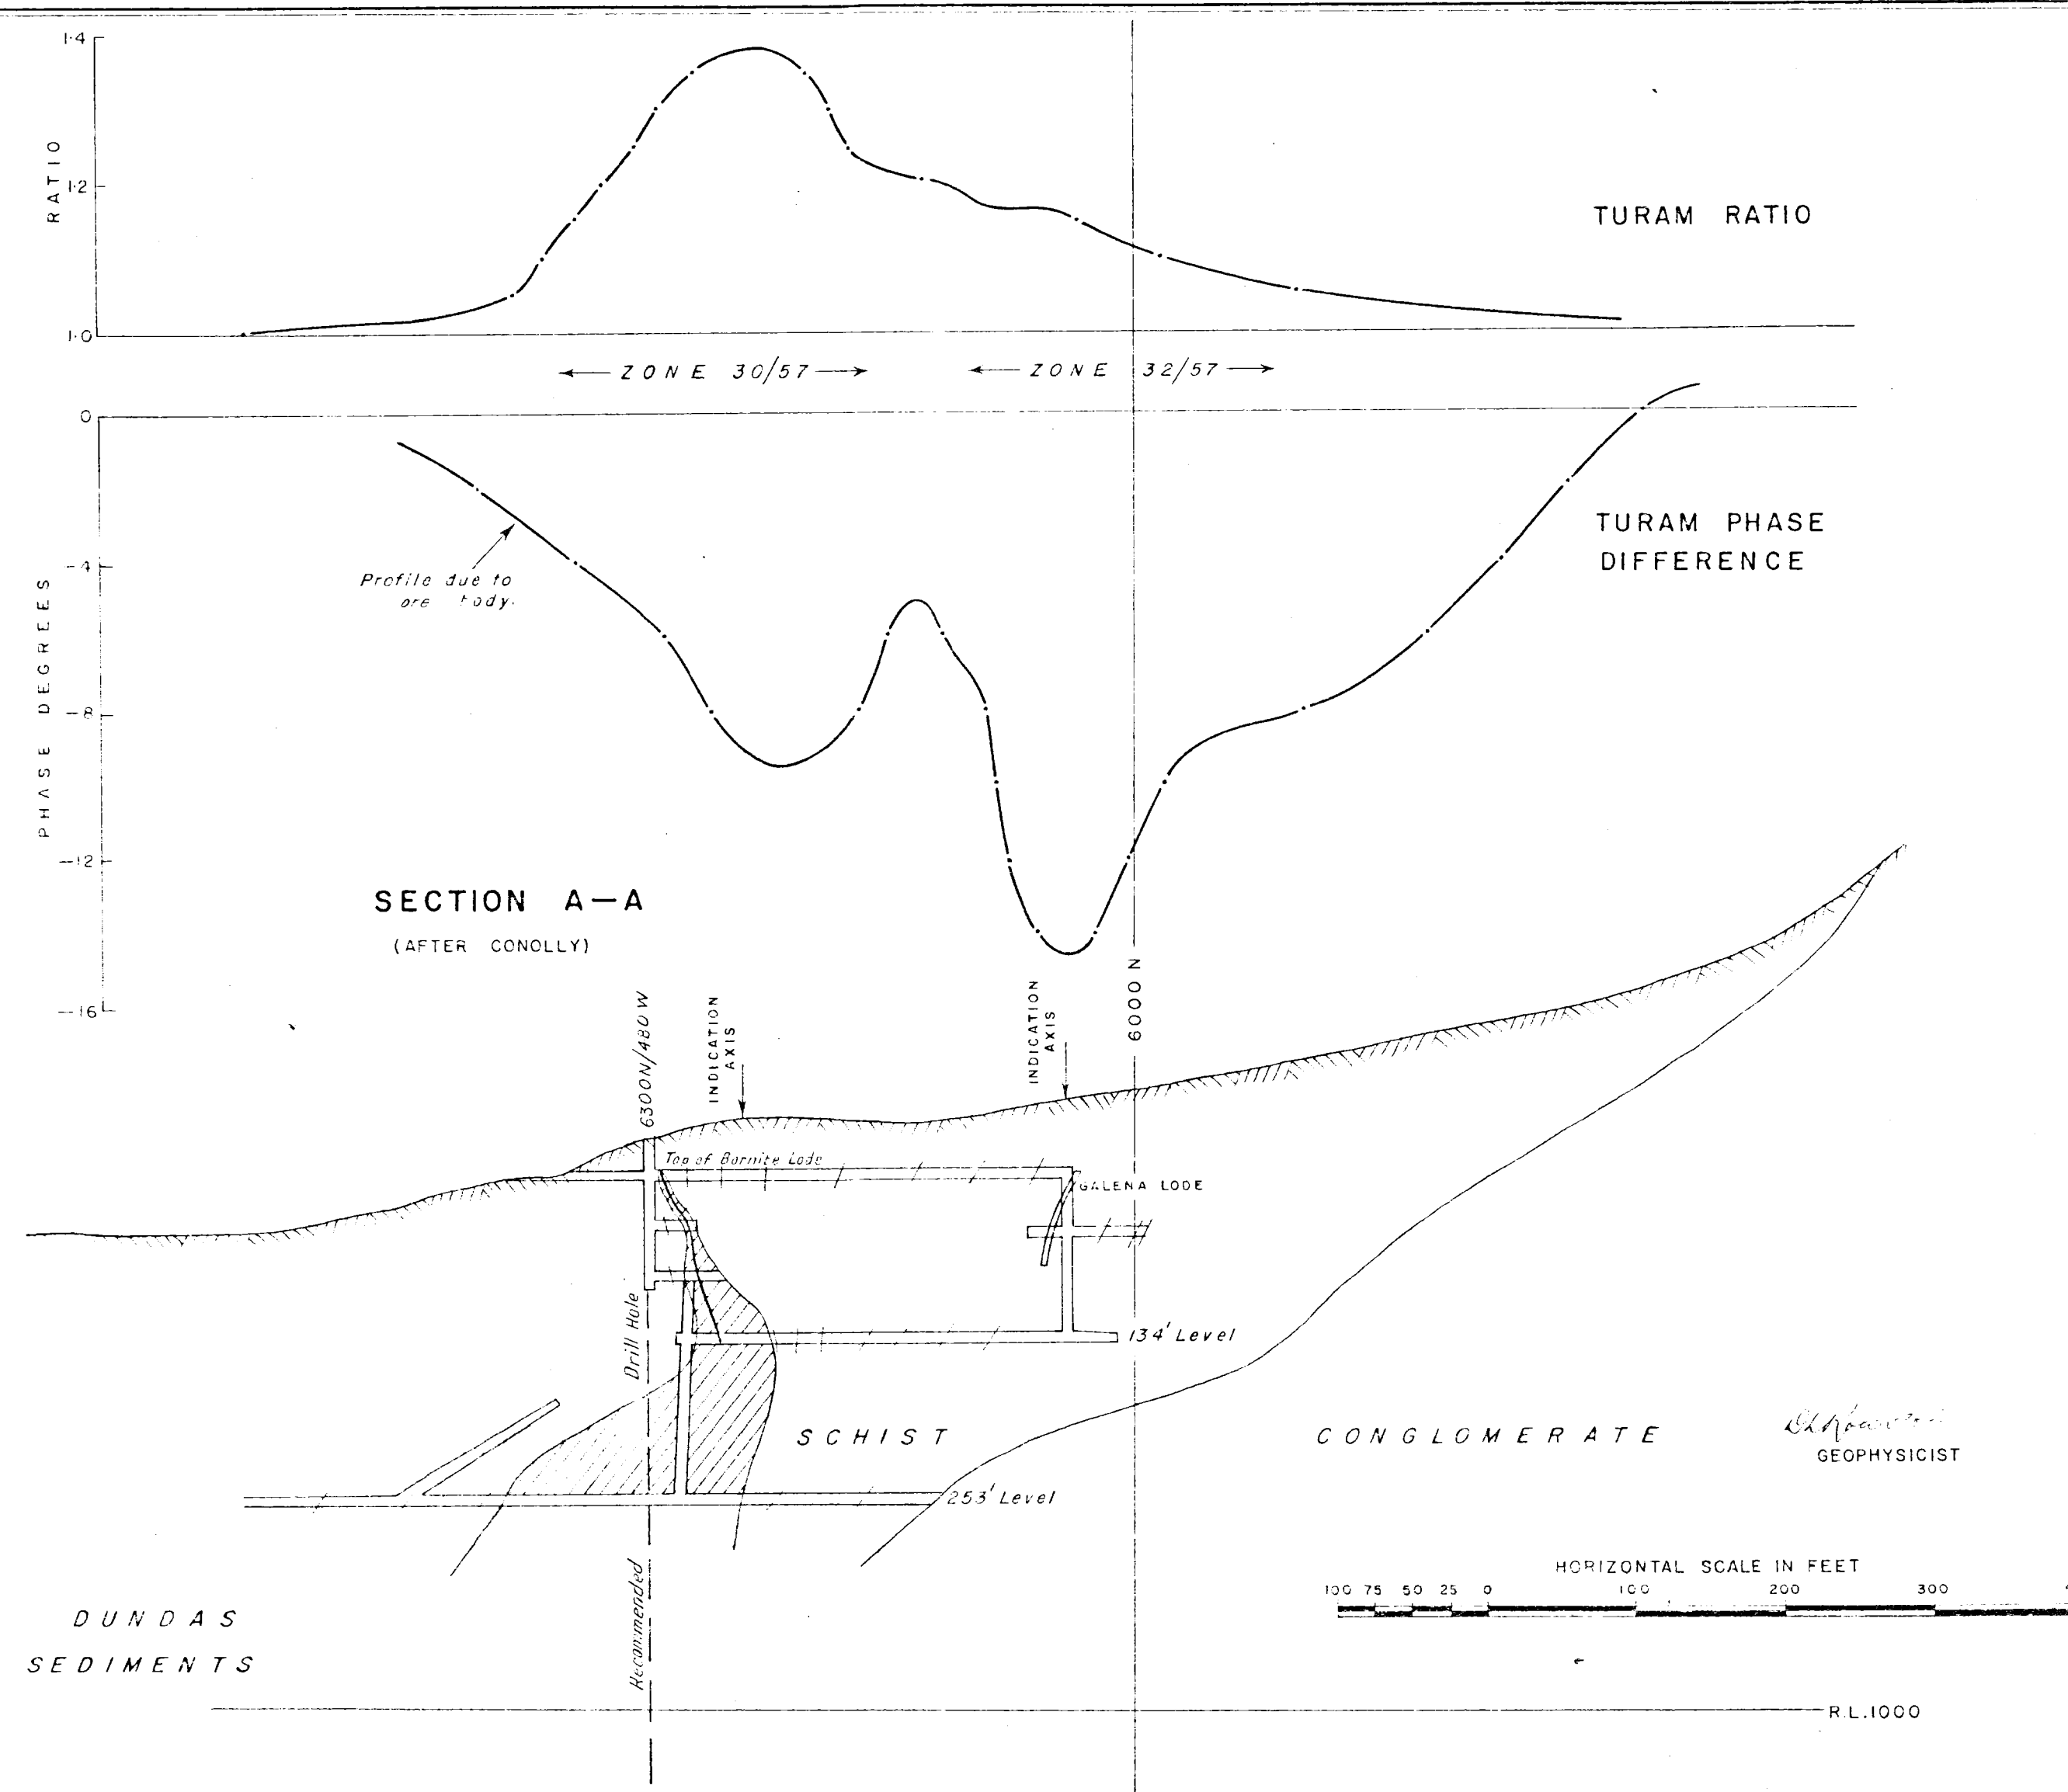 1.4
1.2
1.0
RATIO
TURAM RATIO
ZONE 30/57
ZONE 32/57
0
-4
-8
-12
-16
PHASE DEGREES
TURAM PHASE
DIFFERENCE
Profile due to
ore body.
SECTION A—A
(AFTER CONOLLY)
6300N/480W
INDICATION
AXIS
INDICATION
AXIS
6000N
Top of Bornite Lode
GALENA LODE
Drill Hole
134' Level
SCHIST
CONGLOMERATE
GEOPHYSICIST
253' Level
Recommended
HORIZONTAL SCALE IN FEET
100 75 50 25 0 100 200 300
DUNDAS
SEDIMENTS
R.L.1000